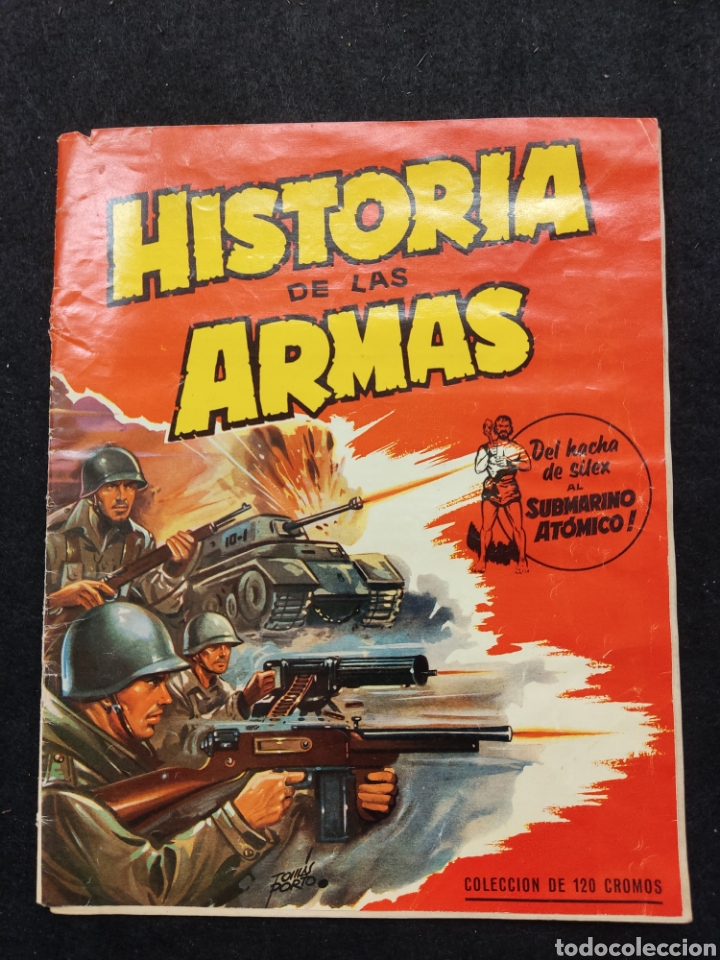 HISTORIA
DE LAS
ARMAS
Del hacha
de silex
AL
SUBMARINO
ATÓMICO!
10-1
TOMÁS
PORTO
COLECCION DE 120 CROMOS
todocoleccion